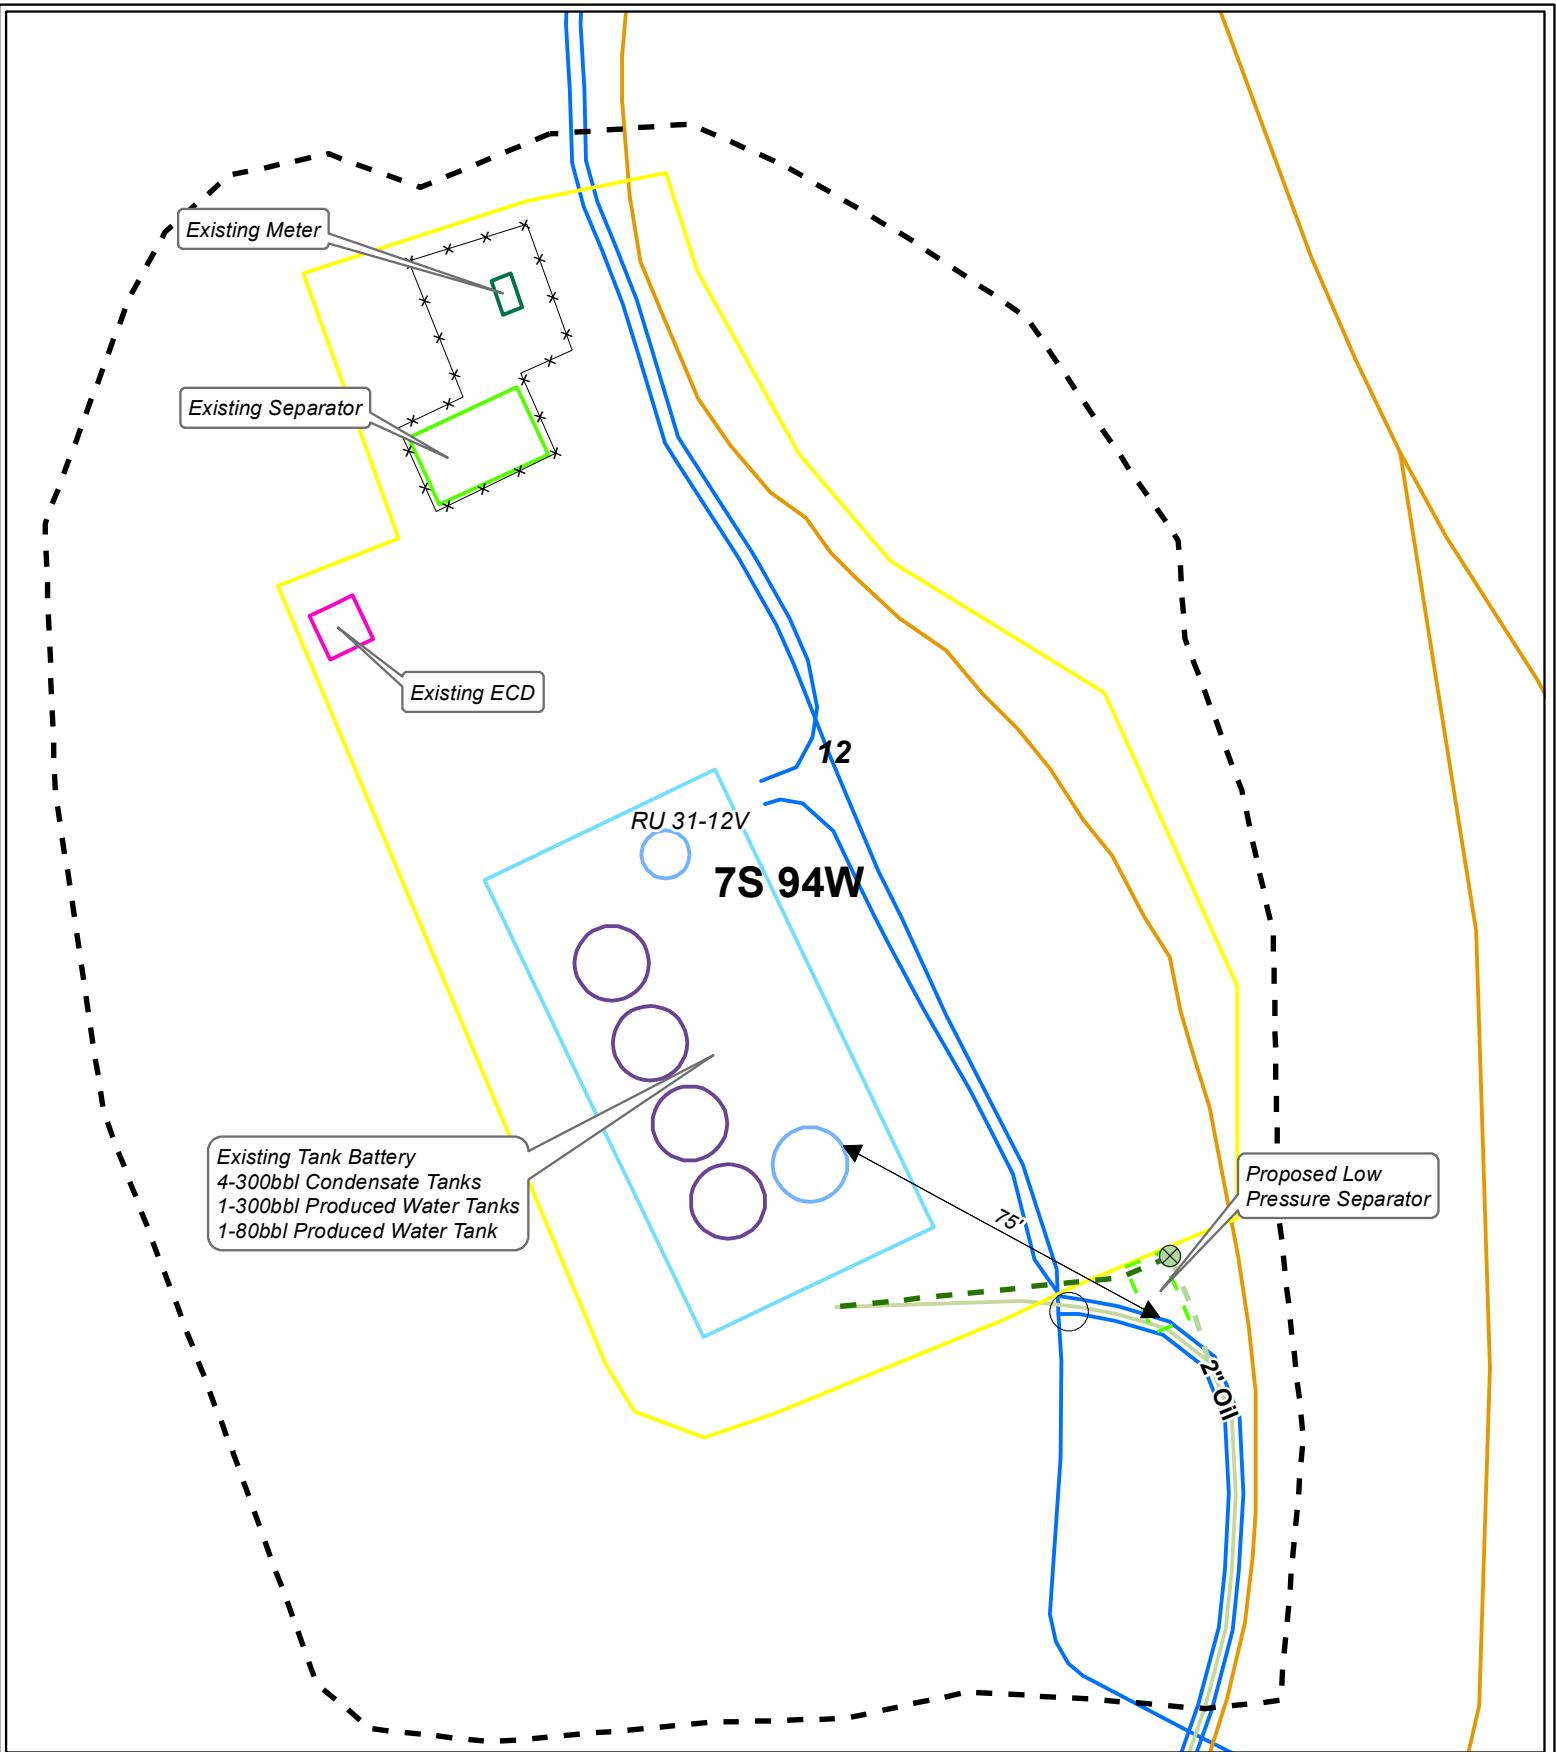 Existing Meter
Existing Separator
Existing ECD
12
RU 31-12V
7S 94W
Existing Tank Battery
4-300bbl Condensate Tanks
1-300bbl Produced Water Tanks
1-80bbl Produced Water Tank
Proposed Low
Pressure Separator
75'
2" Oil